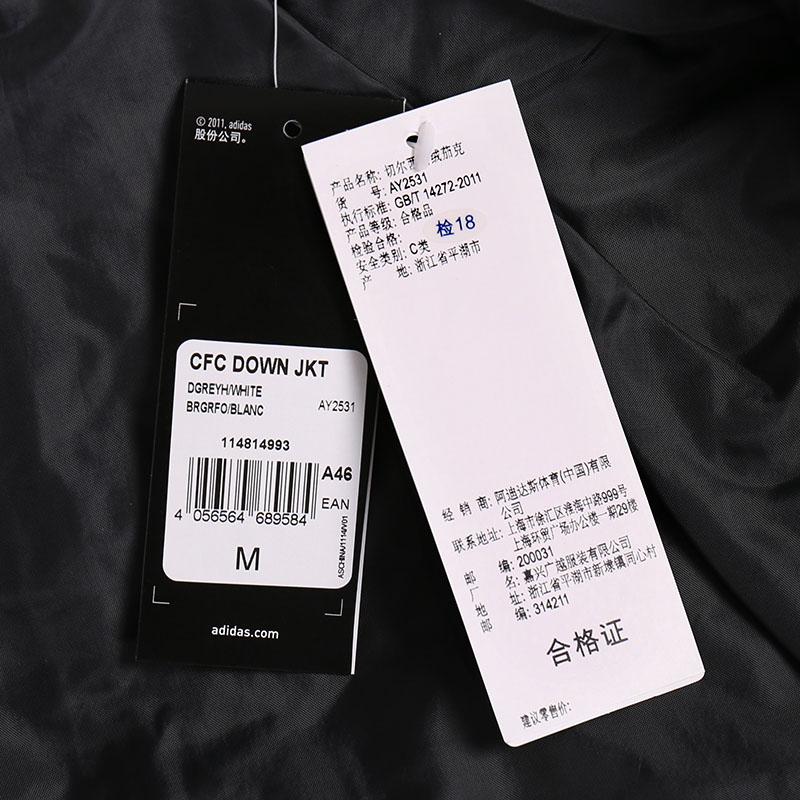 © 2011. adidas
股份公司。
CFC DOWN JKT
DGREYH/WHITE
BRGRFO/BLANC AY2531
114814993
A46
EAN
4 056564 689584
M
ASCHINA/1114/V01
adidas.com
产品名称: 切尔 绒茄克
货 号: AY2531
执行标准: GB/T 14272-2011
产品等级: 合格品
检验合格: 检18
安全类别: C类
产 地: 浙江省平湖市
经 销 商: 阿迪达斯体育(中国)有限
公司
联系地址: 上海市徐汇区淮海中路999号
上海环贸广场办公楼一期29楼
邮 编: 200031
厂 名: 嘉兴广越服装有限公司
地 址: 浙江省平湖市新埭镇同心村
邮 编: 314211
合格证
建议零售价: